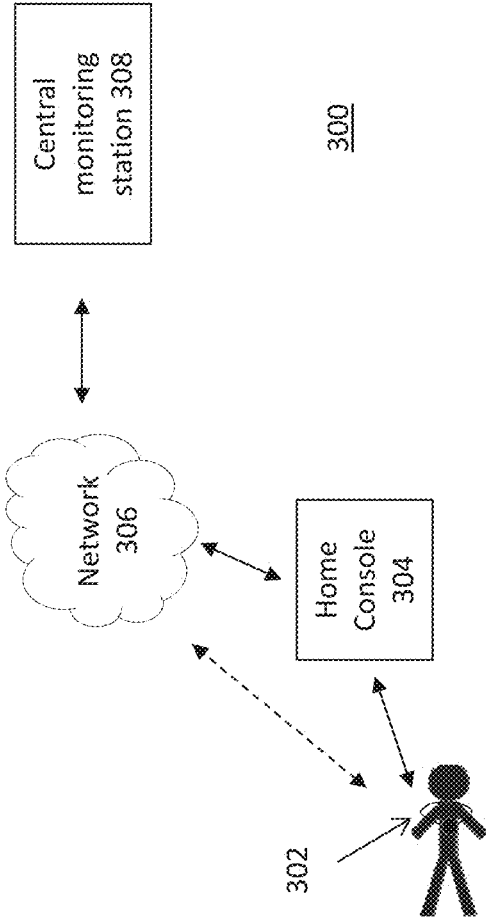 302
Home
Console
304
Network
306
Central
monitoring
station 308
300